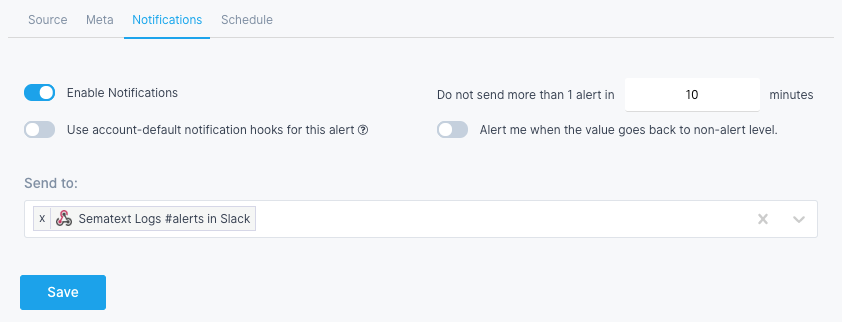 Source Meta Notifications Schedule
Enable Notifications
Do not send more than 1 alert in 10 minutes
Use account-default notification hooks for this alert ?
Alert me when the value goes back to non-alert level.
Send to:
x Sematext Logs #alerts in Slack
Save